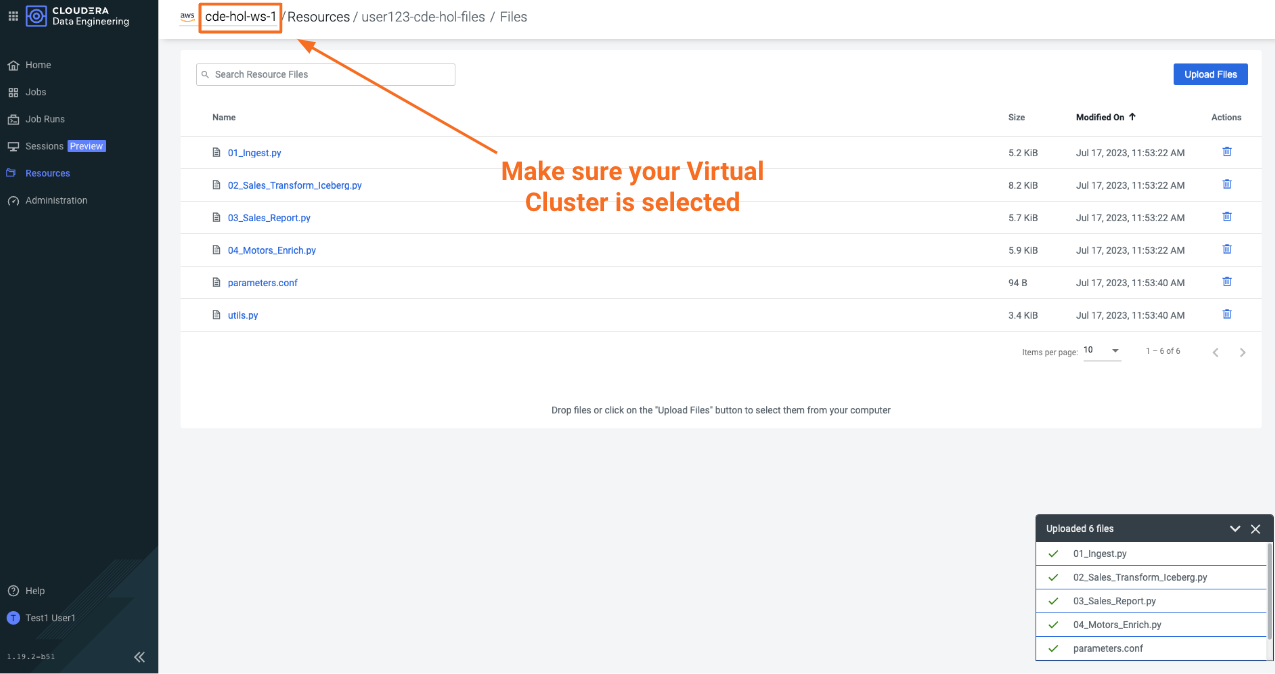 CLOUDERA
Data Engineering
Home
Jobs
Job Runs
Sessions Preview
Resources
Administration
Help
T Test1 User1
1.19.2-b51
aws cde-hol-ws-1 / Resources / user123-cde-hol-files / Files
Search Resource Files
Upload Files
Name Size Modified On Actions
01_Ingest.py 5.2 KiB Jul 17, 2023, 11:53:22 AM
02_Sales_Transform_Iceberg.py 8.2 KiB Jul 17, 2023, 11:53:22 AM
03_Sales_Report.py 5.7 KiB Jul 17, 2023, 11:53:22 AM
04_Motors_Enrich.py 5.9 KiB Jul 17, 2023, 11:53:22 AM
parameters.conf 94 B Jul 17, 2023, 11:53:40 AM
utils.py 3.4 KiB Jul 17, 2023, 11:53:40 AM
Make sure your Virtual
Cluster is selected
Items per page: 10 1 – 6 of 6
Drop files or click on the "Upload Files" button to select them from your computer
Uploaded 6 files
01_Ingest.py
02_Sales_Transform_Iceberg.py
03_Sales_Report.py
04_Motors_Enrich.py
parameters.conf